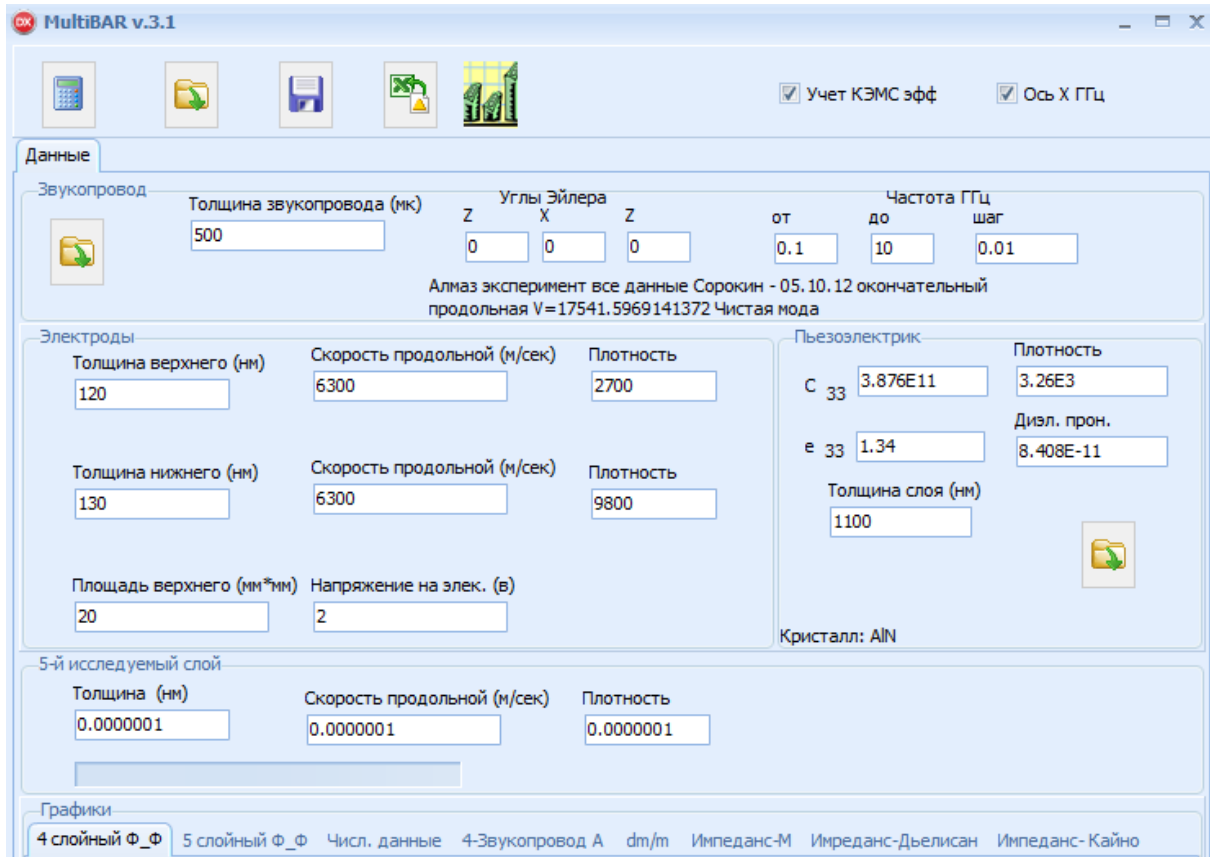 MultiBAR v.3.1
Учет КЭМС эфф Ось X ГГц
Данные
Звукопровод
Толщина звукопровода (мк) Углы Эйлера Частота ГГц
Z X Z от до шаг
500 0 0 0 0.1 10 0.01
Алмаз эксперимент все данные Сорокин - 05.10.12 окончательный
продольная V=17541.5969141372 Чистая мода
Электроды
Толщина верхнего (нм) Скорость продольной (м/сек) Плотность
120 6300 2700
Толщина нижнего (нм) Скорость продольной (м/сек) Плотность
130 6300 9800
Площадь верхнего (мм*мм) Напряжение на элек. (в)
20 2
Пьезоэлектрик
Плотность
C 33 3.876E11 3.26E3
Диэл. прон.
e 33 1.34 8.408E-11
Толщина слоя (нм)
1100
Кристалл: AlN
5-й исследуемый слой
Толщина (нм) Скорость продольной (м/сек) Плотность
0.0000001 0.0000001 0.0000001
Графики
4 слойный Ф_Ф 5 слойный Ф_Ф Числ. данные 4-Звукопровод А dm/m Импеданс-М Имреданс-Дьелисан Импеданс- Кайно